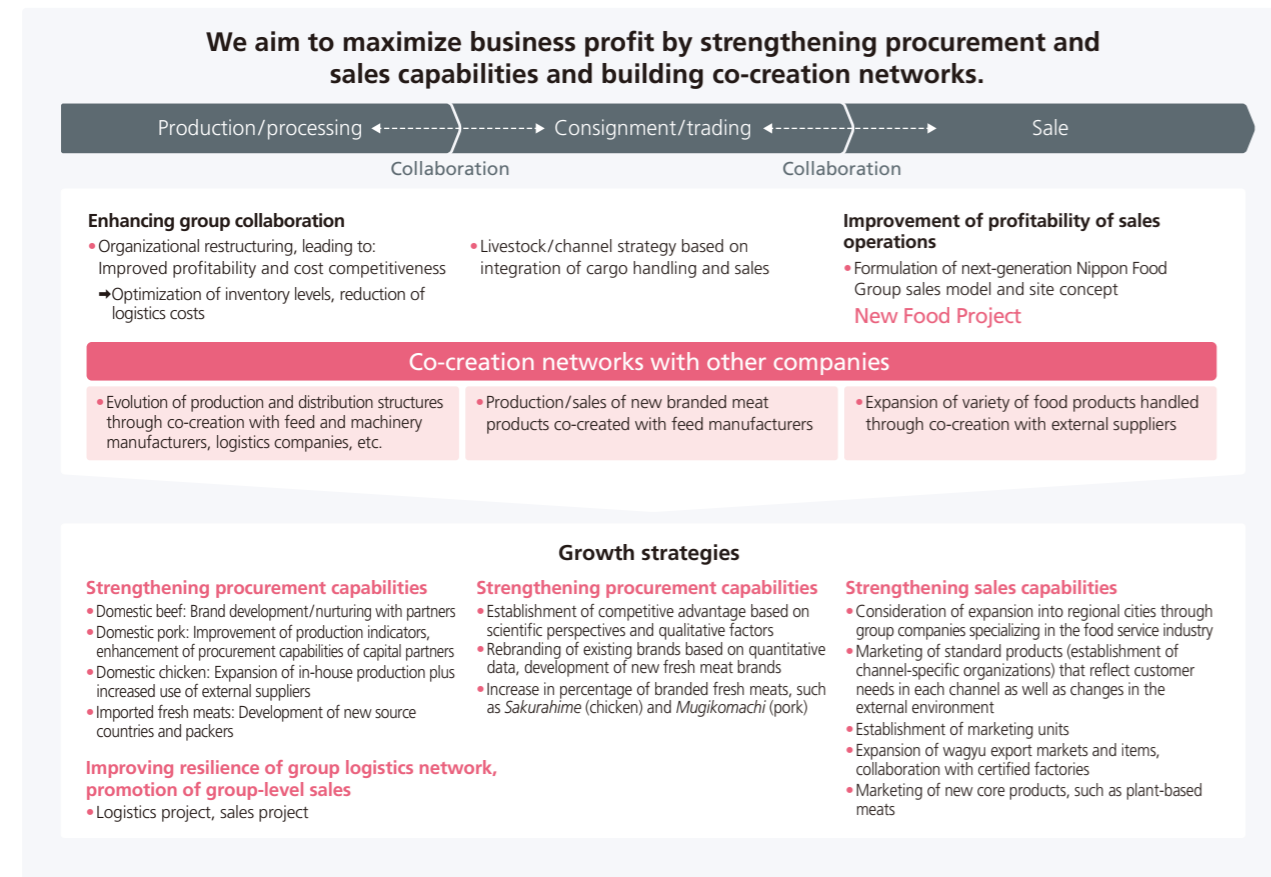 We aim to maximize business profit by strengthening procurement and
sales capabilities and building co-creation networks.
Production/processing
Consignment/trading
Sale
Collaboration
Collaboration
Enhancing group collaboration
•Organizational restructuring, leading to:
Improved profitability and cost competitiveness
➡Optimization of inventory levels, reduction of
logistics costs
•Livestock/channel strategy based on
integration of cargo handling and sales
Improvement of profitability of sales
operations
•Formulation of next-generation Nippon Food
Group sales model and site concept
New Food Project
Co-creation networks with other companies
•Evolution of production and distribution structures
through co-creation with feed and machinery
manufacturers, logistics companies, etc.
•Production/sales of new branded meat
products co-created with feed manufacturers
•Expansion of variety of food products handled
through co-creation with external suppliers
Growth strategies
Strengthening procurement capabilities
•Domestic beef: Brand development/nurturing with partners
•Domestic pork: Improvement of production indicators,
enhancement of procurement capabilities of capital partners
•Domestic chicken: Expansion of in-house production plus
increased use of external suppliers
•Imported fresh meats: Development of new source
countries and packers
Improving resilience of group logistics network,
promotion of group-level sales
•Logistics project, sales project
Strengthening procurement capabilities
•Establishment of competitive advantage based on
scientific perspectives and qualitative factors
•Rebranding of existing brands based on quantitative
data, development of new fresh meat brands
•Increase in percentage of branded fresh meats, such
as Sakurahime (chicken) and Mugikomachi (pork)
Strengthening sales capabilities
•Consideration of expansion into regional cities through
group companies specializing in the food service industry
•Marketing of standard products (establishment of
channel-specific organizations) that reflect customer
needs in each channel as well as changes in the
external environment
•Establishment of marketing units
•Expansion of wagyu export markets and items,
collaboration with certified factories
•Marketing of new core products, such as plant-based
meats